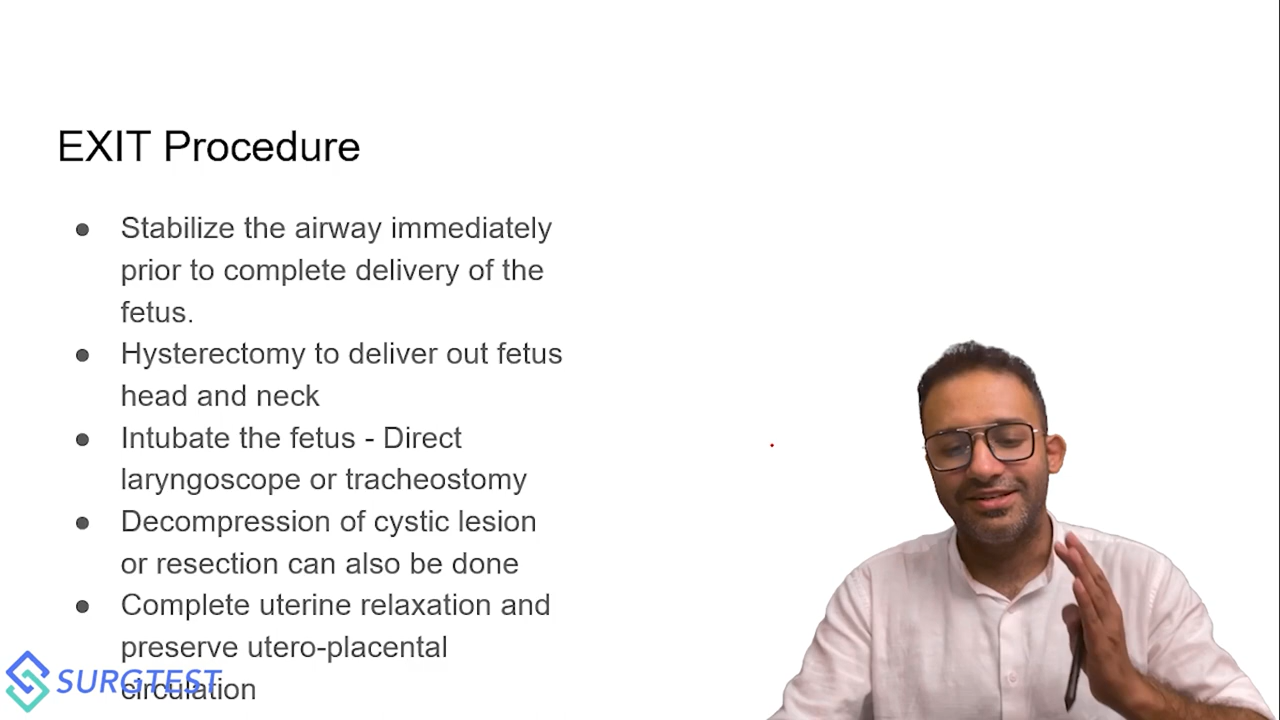 EXIT Procedure
● Stabilize the airway immediately
prior to complete delivery of the
fetus.
● Hysterectomy to deliver out fetus
head and neck
● Intubate the fetus - Direct
laryngoscope or tracheostomy
● Decompression of cystic lesion
or resection can also be done
● Complete uterine relaxation and
preserve utero-placental
circulation
SURGTEST